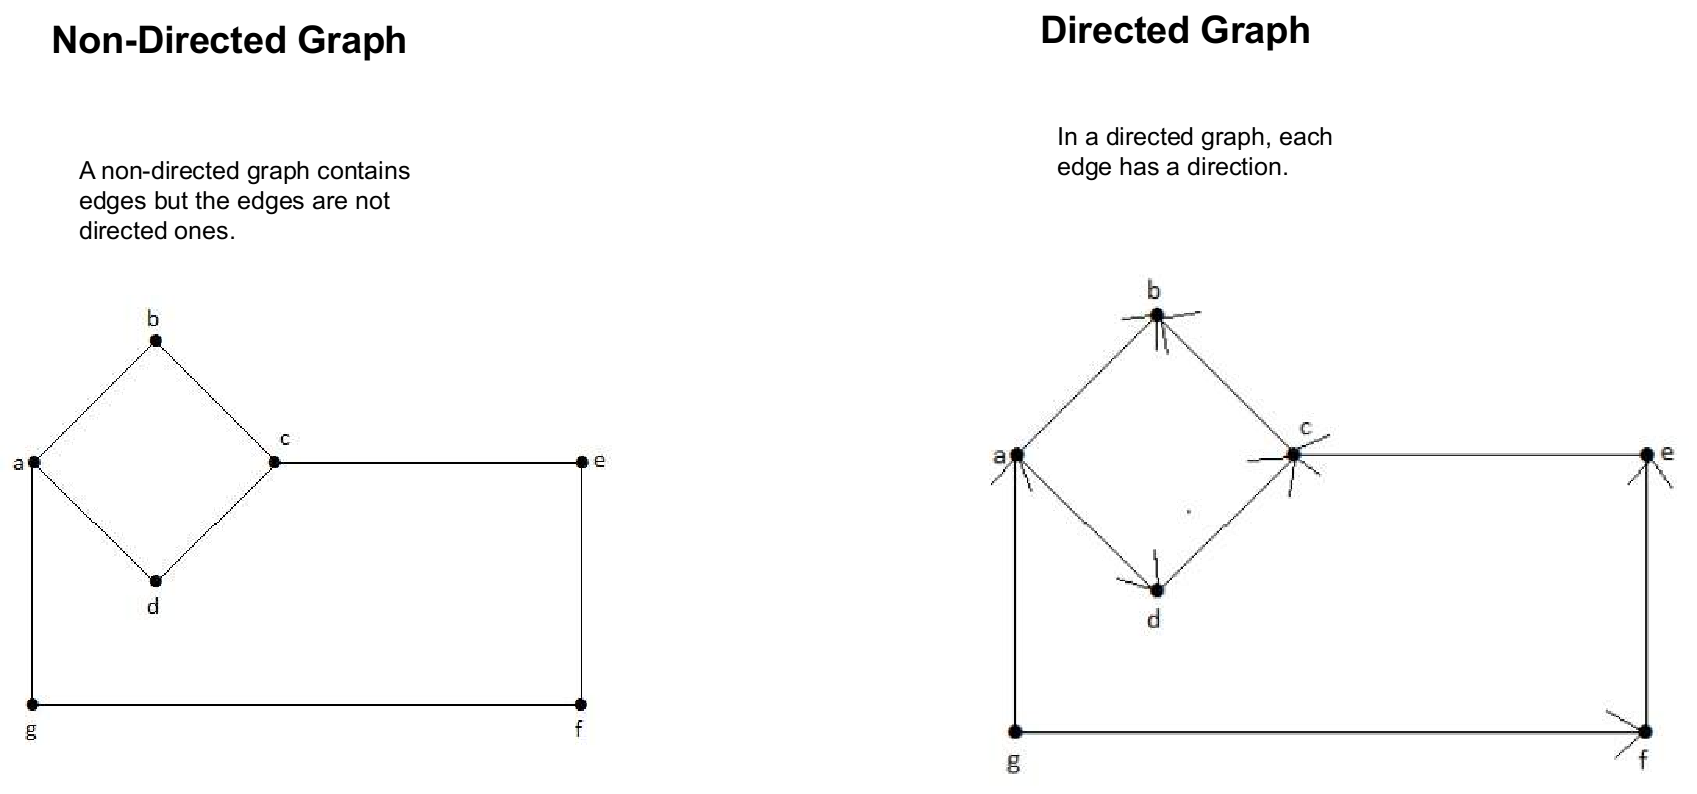 Non-Directed Graph
A non-directed graph contains
edges but the edges are not
directed ones.
b
c
a
e
d
g
f
Directed Graph
In a directed graph, each
edge has a direction.
b
c
a
e
d
g
f